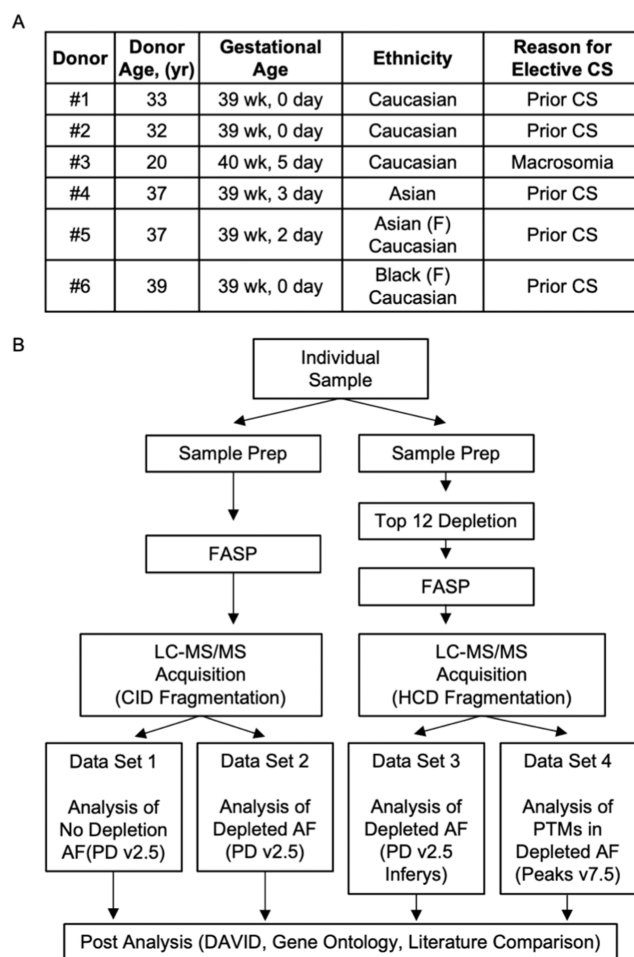 A
Donor Donor Age, (yr) Gestational Age Ethnicity Reason for Elective CS
#1 33 39 wk, 0 day Caucasian Prior CS
#2 32 39 wk, 0 day Caucasian Prior CS
#3 20 40 wk, 5 day Caucasian Macrosomia
#4 37 39 wk, 3 day Asian Prior CS
#5 37 39 wk, 2 day Asian (F) Caucasian Prior CS
#6 39 39 wk, 0 day Black (F) Caucasian Prior CS
B
Individual
Sample
Sample Prep
Sample Prep
Top 12 Depletion
FASP
FASP
LC-MS/MS
Acquisition
(CID Fragmentation)
LC-MS/MS
Acquisition
(HCD Fragmentation)
Data Set 1
Analysis of
No Depletion
AF(PD v2.5)
Data Set 2
Analysis of
Depleted AF
(PD v2.5)
Data Set 3
Analysis of
Depleted AF
(PD v2.5
Inferys)
Data Set 4
Analysis of
PTMs in
Depleted AF
(Peaks v7.5)
Post Analysis (DAVID, Gene Ontology, Literature Comparison)